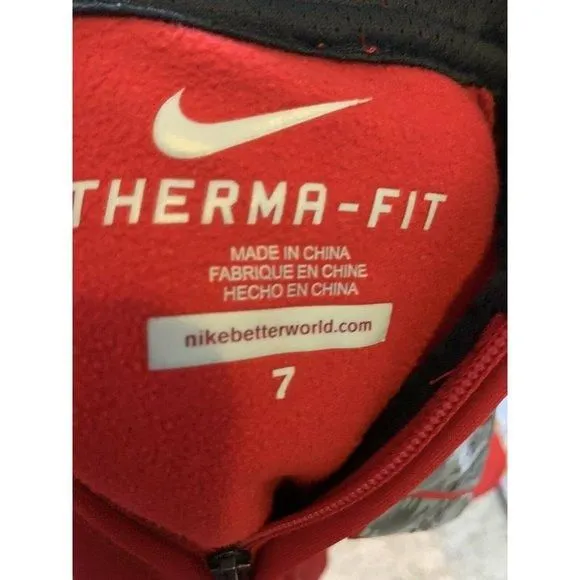 THERMA-FIT
MADE IN CHINA
FABRIQUE EN CHINE
HECHO EN CHINA
nikebetterworld.com
7